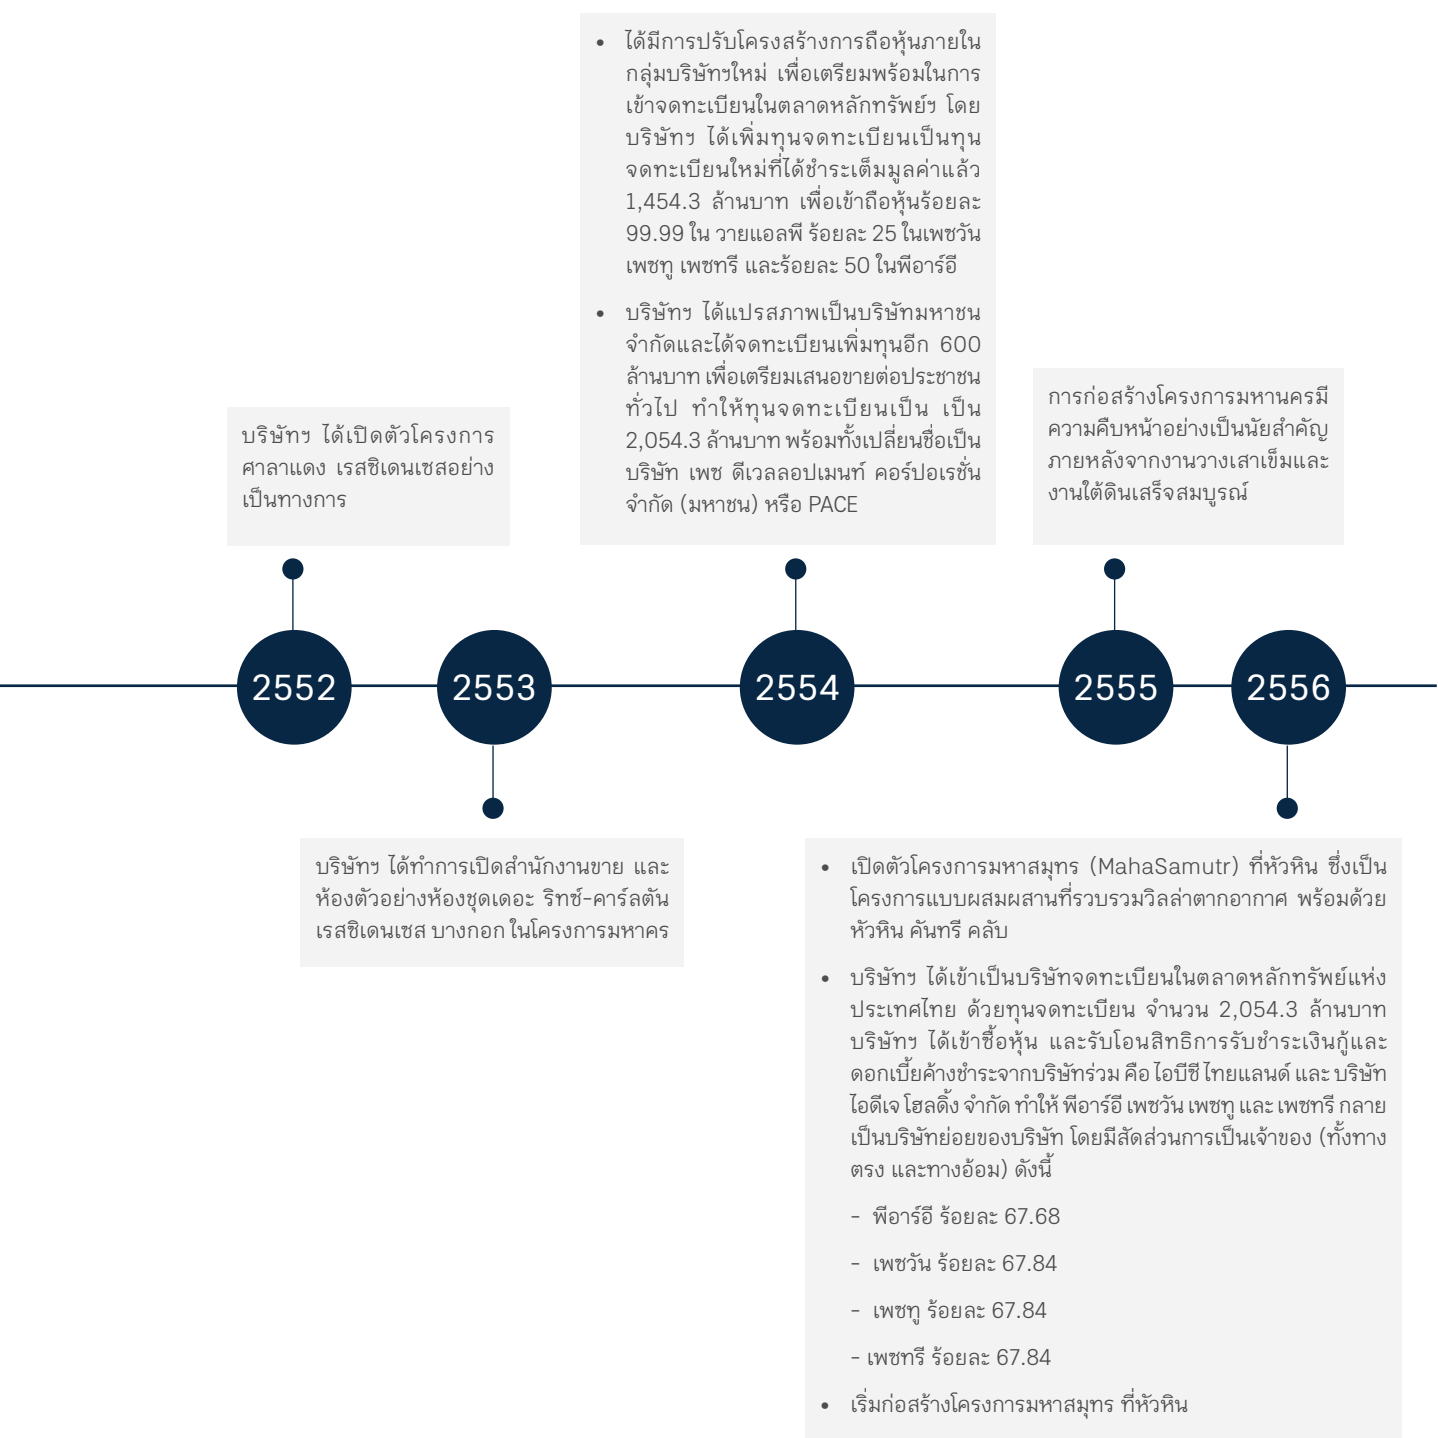 • ได้มีการปรับโครงสร้างการถือหุ้นภายใน
กลุ่มบริษัทฯใหม่ เพื่อเตรียมพร้อมในการ
เข้าจดทะเบียนในตลาดหลักทรัพย์ฯ โดย
บริษัทฯ ได้เพิ่มทุนจดทะเบียนเป็นทุน
จดทะเบียนใหม่ที่ได้ชำระเต็มมูลค่าแล้ว
1,454.3 ล้านบาท เพื่อเข้าถือหุ้นร้อยละ
99.99 ใน วายแอลพี ร้อยละ 25 ในเพซวัน
เพซทู เพซทรี และร้อยละ 50 ในพีอาร์อี
• บริษัทฯ ได้แปรสภาพเป็นบริษัทมหาชน
จำกัดและได้จดทะเบียนเพิ่มทุนอีก 600
ล้านบาท เพื่อเตรียมเสนอขายต่อประชาชน
ทั่วไป ทำให้ทุนจดทะเบียนเป็น เป็น
2,054.3 ล้านบาท พร้อมทั้งเปลี่ยนชื่อเป็น
บริษัท เพซ ดีเวลลอปเมนท์ คอร์ปอเรชั่น
จำกัด (มหาชน) หรือ PACE
บริษัทฯ ได้เปิดตัวโครงการ
ศาลาแดง เรสซิเดนเซสอย่าง
เป็นทางการ
การก่อสร้างโครงการมหานครมี
ความคืบหน้าอย่างเป็นนัยสำคัญ
ภายหลังจากงานวางเสาเข็มและ
งานใต้ดินเสร็จสมบูรณ์
2552
2553
2554
2555
2556
บริษัทฯ ได้ทำการเปิดสำนักงานขาย และ
ห้องตัวอย่างห้องชุดเดอะ ริทซ์-คาร์ลตัน
เรสซิเดนเซส บางกอก ในโครงการมหาคร
• เปิดตัวโครงการมหาสมุทร (MahaSamutr) ที่หัวหิน ซึ่งเป็น
โครงการแบบผสมผสานที่รวบรวมวิลล่าตากอากาศ พร้อมด้วย
หัวหิน คันทรี คลับ
• บริษัทฯ ได้เข้าเป็นบริษัทจดทะเบียนในตลาดหลักทรัพย์แห่ง
ประเทศไทย ด้วยทุนจดทะเบียน จำนวน 2,054.3 ล้านบาท
บริษัทฯ ได้เข้าซื้อหุ้น และรับโอนสิทธิการรับชำระเงินกู้และ
ดอกเบี้ยค้างชำระจากบริษัทร่วม คือ ไอบีซี ไทยแลนด์ และ บริษัท
ไอดีเจ โฮลดิ้ง จำกัด ทำให้ พีอาร์อี เพซวัน เพซทู และ เพซทรี กลาย
เป็นบริษัทย่อยของบริษัท โดยมีสัดส่วนการเป็นเจ้าของ (ทั้งทาง
ตรง และทางอ้อม) ดังนี้
- พีอาร์อี ร้อยละ 67.68
- เพซวัน ร้อยละ 67.84
- เพซทู ร้อยละ 67.84
- เพซทรี ร้อยละ 67.84
• เริ่มก่อสร้างโครงการมหาสมุทร ที่หัวหิน